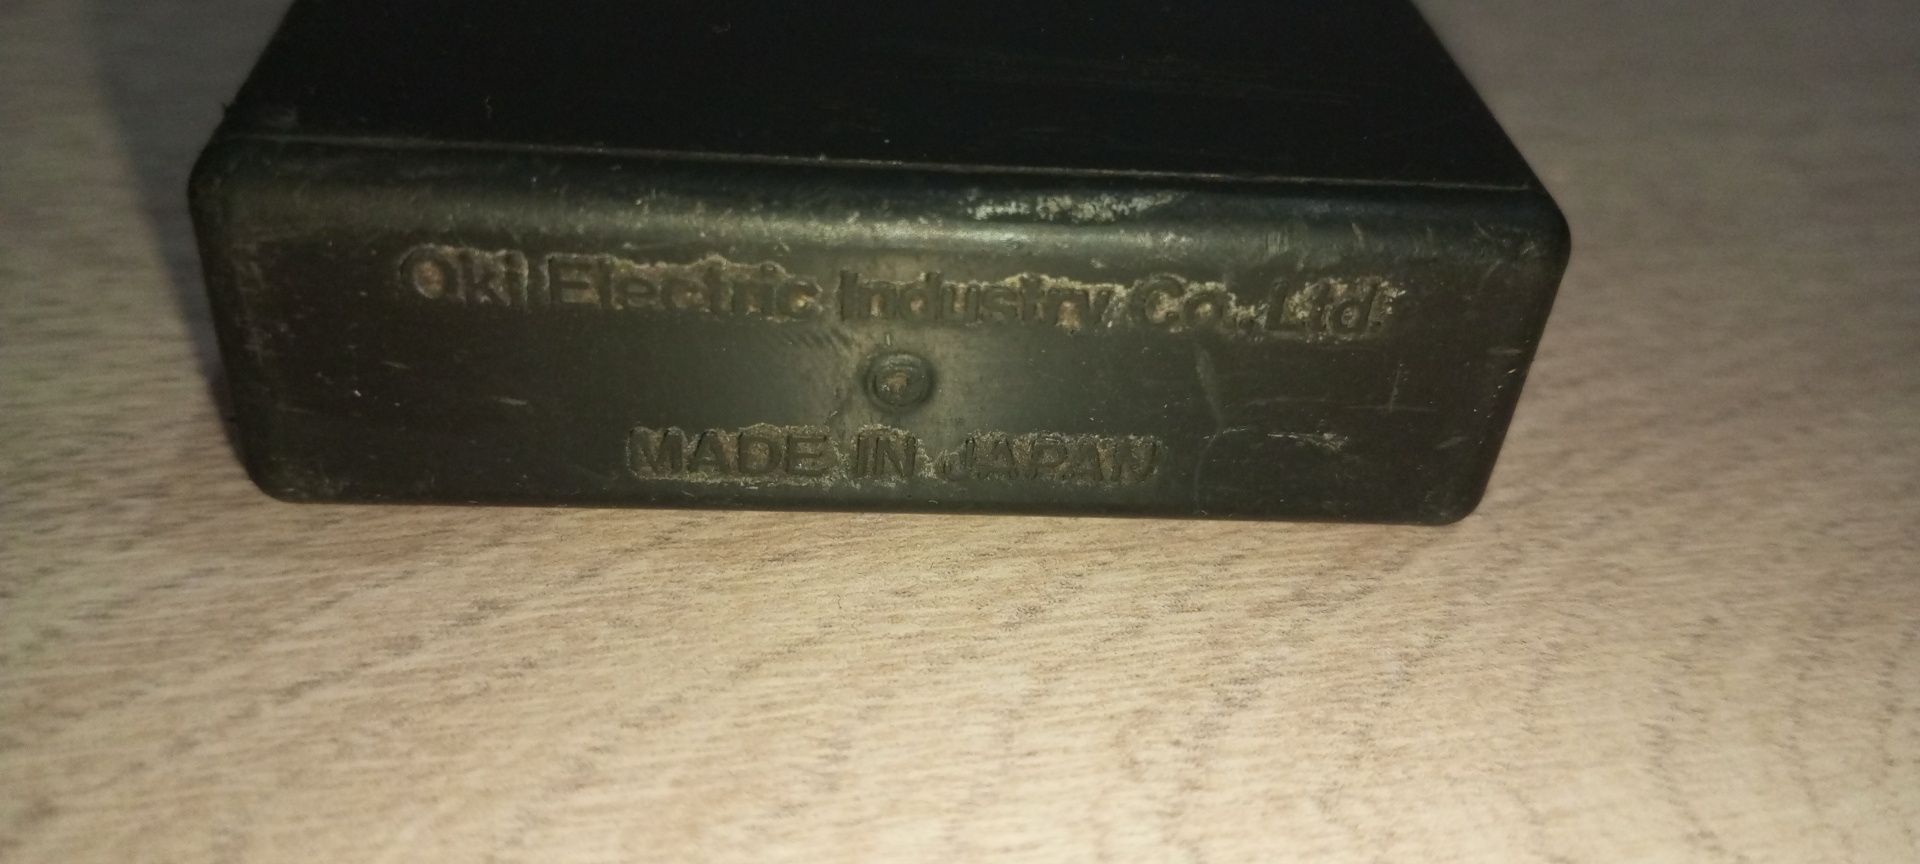 Oki Electric Industry Co., Ltd.
MADE IN JAPAN